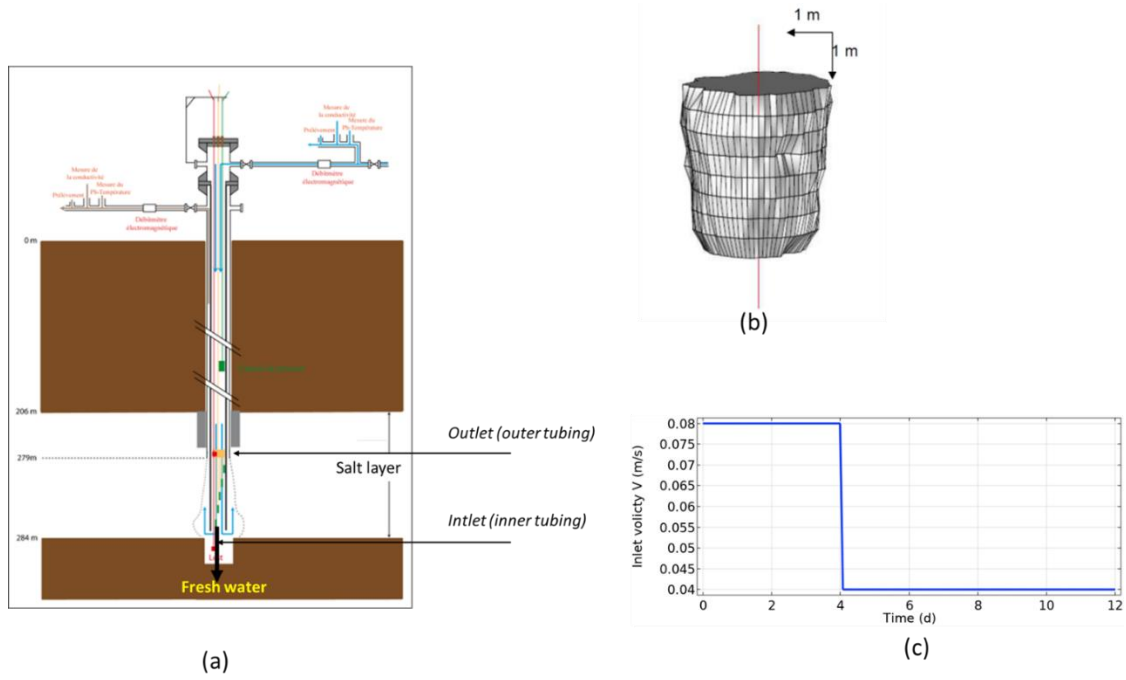 Mesure de
la conductivité
Mesure du
Ph-Température
Prélèvement
Mesure de
la conductivité
Mesure du
Ph-Température
Prélèvement
Débitmètre
électromagnétique
Débitmètre
électromagnétique
0 m
206 m
279m
284 m
Outlet (outer tubing)
Salt layer
Intlet (inner tubing)
Fresh water
(a)
1 m
1 m
(b)
Inlet volicty V (m/s)
0.08
0.075
0.07
0.065
0.06
0.055
0.05
0.045
0.04
0
2
4
6
8
10
12
Time (d)
(c)